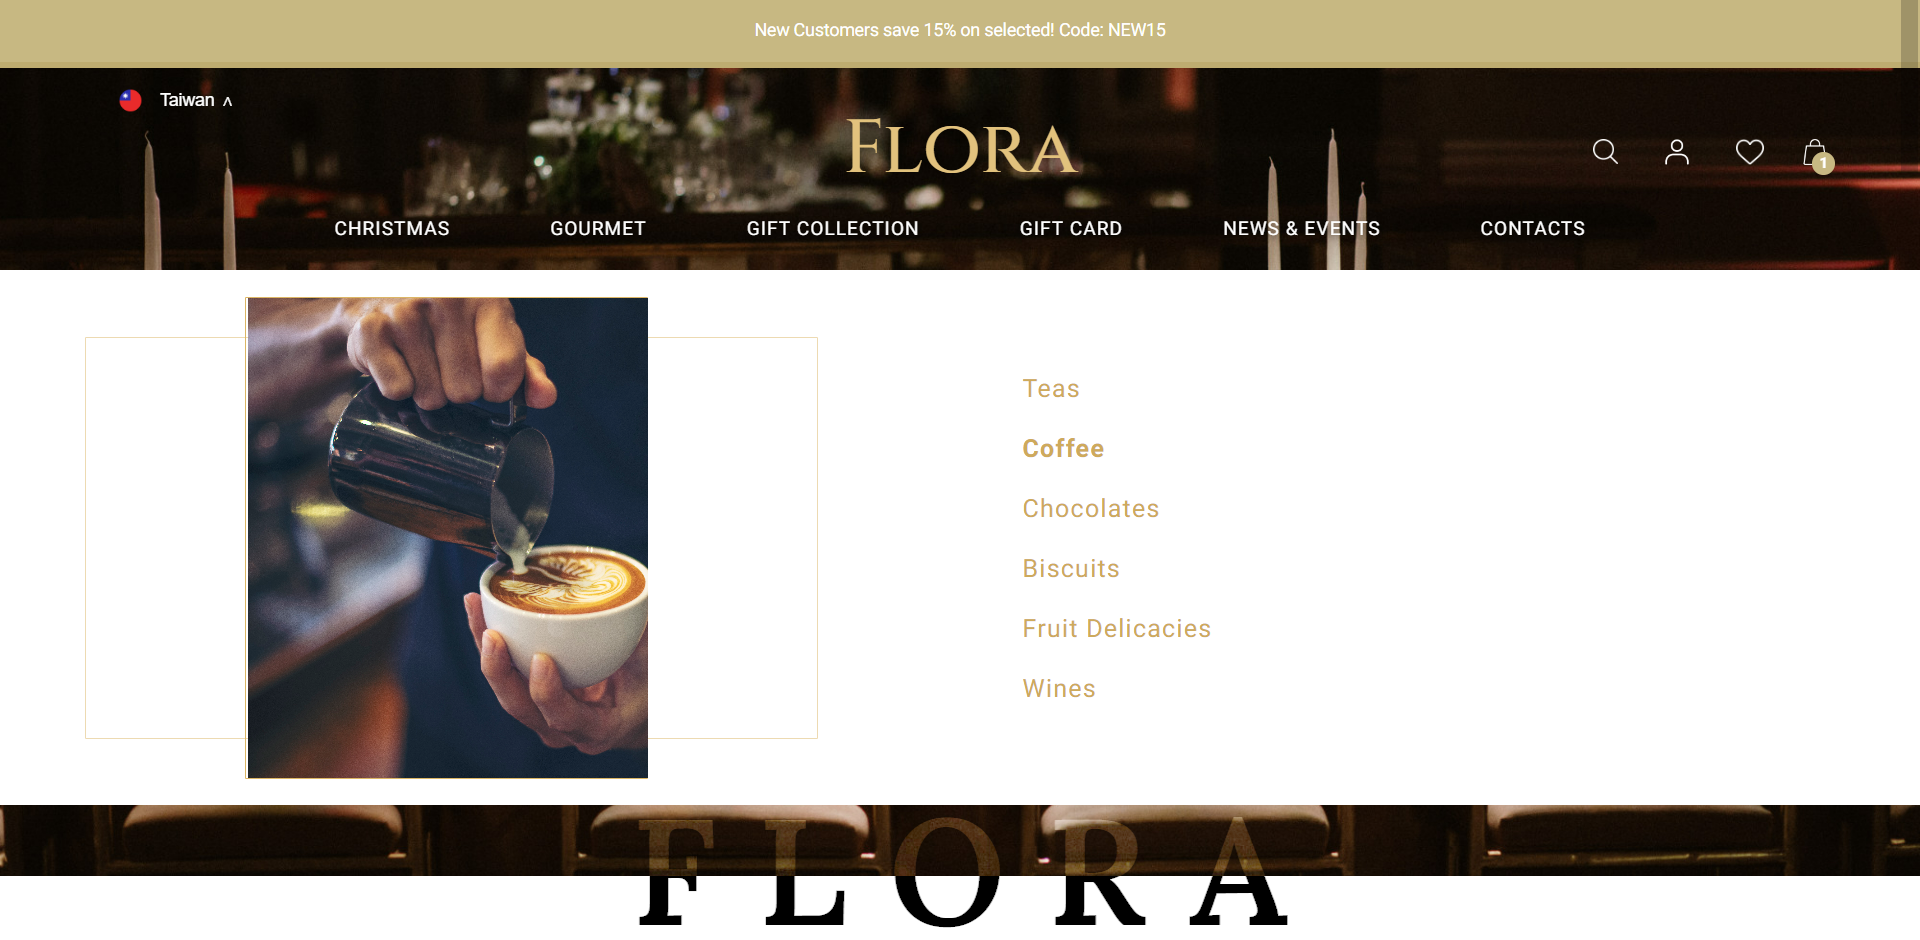 New Customers save 15% on selected! Code: NEW15
Taiwan
FLORA
1
CHRISTMAS GOURMET GIFT COLLECTION GIFT CARD NEWS & EVENTS CONTACTS
Teas
Coffee
Chocolates
Biscuits
Fruit Delicacies
Wines
FLORA